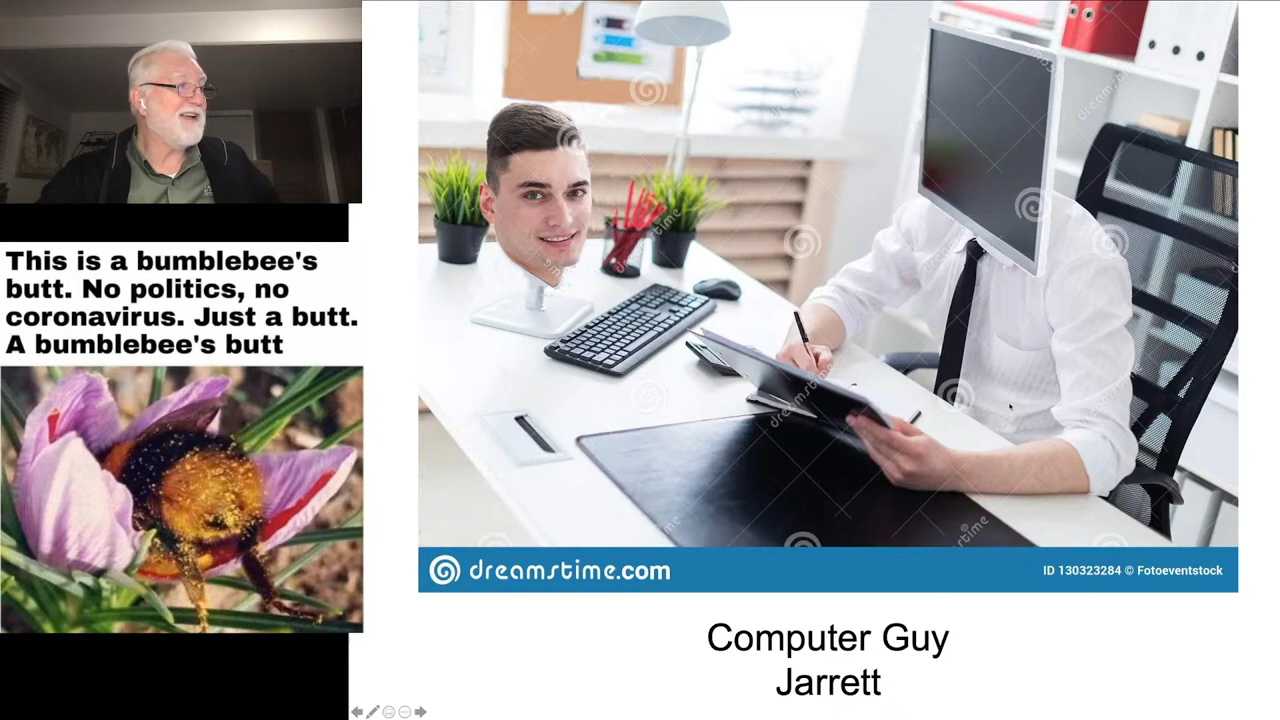 This is a bumblebee's
butt. No politics, no
coronavirus. Just a butt.
A bumblebee's butt
dreamstime.com
ID 130323284 © Fotoeventstock
Computer Guy
Jarrett